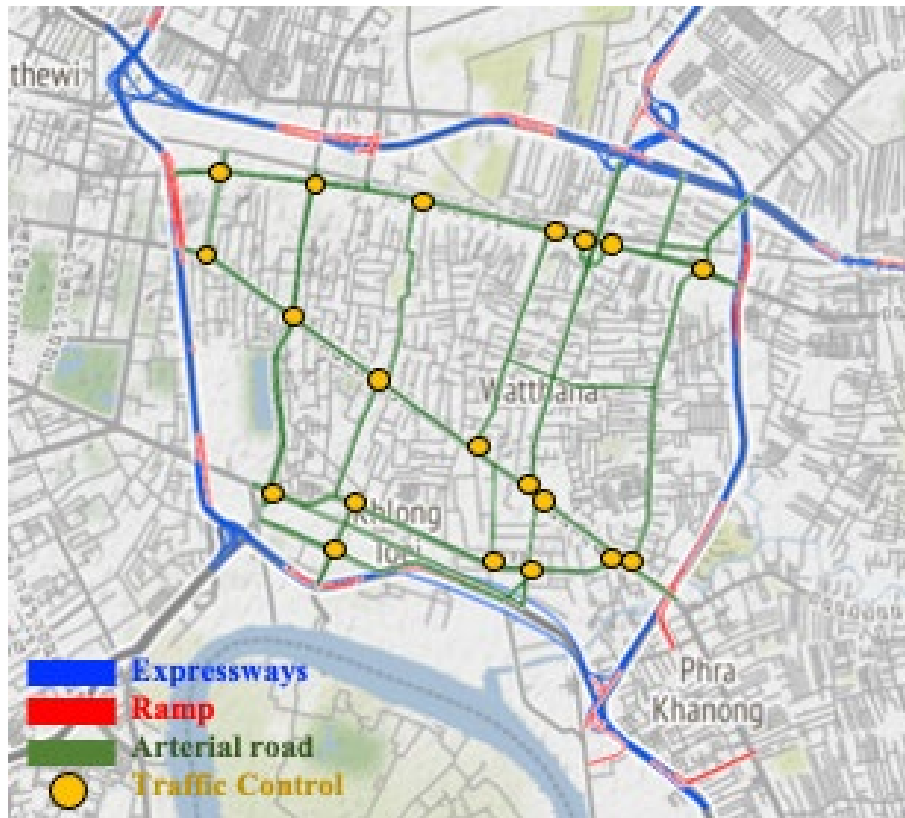 thewi
Watthana
Khlong
Toei
Phra
Khanong
Expressways
Ramp
Arterial road
Traffic Control